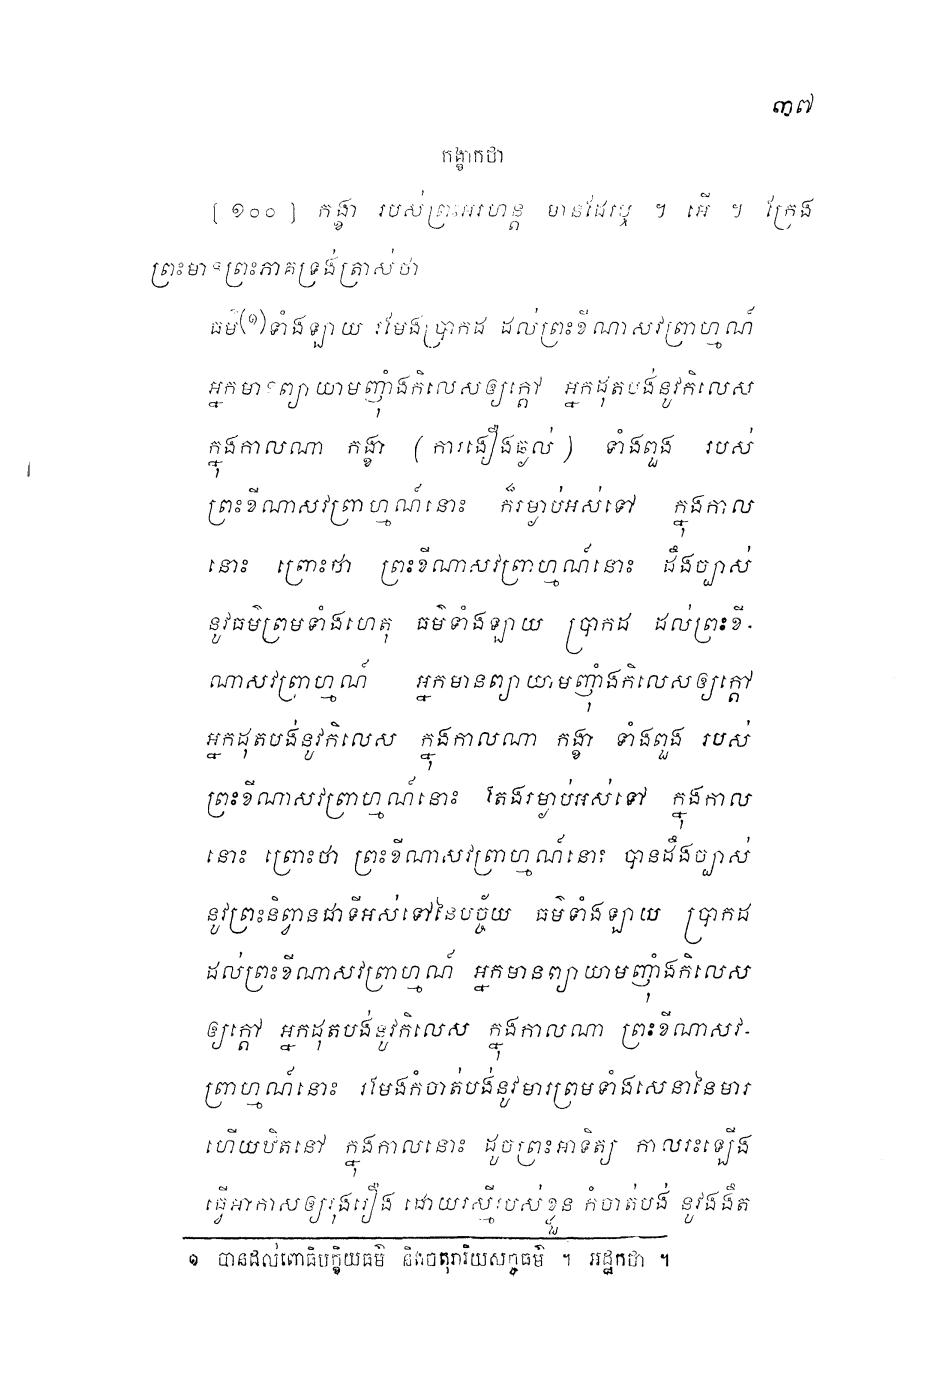 ៣៧
កង្ខាកថា
[ ១០០ ] កង្ខា របស់ព្រះអរហន្ត មានដែរឬ ។ អើ ។ ក្រែង
ព្រះមានព្រះភាគទ្រង់ត្រាស់ថា
ធម៌(១)ទាំងឡាយ រមែងប្រាកដ ដល់ព្រះខីណាសវព្រាហ្មណ៍
អ្នកមានព្យាយាមញុំាងកិលេសឲ្យក្តៅ អ្នកដុតបង់នូវកិលេស
ក្នុងកាលណា កង្ខា ( ការងឿងឆ្ងល់ ) ទាំងពួង របស់
ព្រះខីណាសវព្រាហ្មណ៍នោះ ក៏រម្ងាប់អស់ទៅ ក្នុងកាល
នោះ ព្រោះថា ព្រះខីណាសវព្រាហ្មណ៍នោះ ដឹងច្បាស់
នូវធម៌ព្រមទាំងហេតុ ធម៌ទាំងឡាយ ប្រាកដ ដល់ព្រះខី-
ណាសវព្រាហ្មណ៍ អ្នកមានព្យាយាមញុំាងកិលេសឲ្យក្តៅ
អ្នកដុតបង់នូវកិលេស ក្នុងកាលណា កង្ខា ទាំងពួង របស់
ព្រះខីណាសវព្រាហ្មណ៍នោះ តែងរម្ងាប់អស់ទៅ ក្នុងកាល
នោះ ព្រោះថា ព្រះខីណាសវព្រាហ្មណ៍នោះ បានដឹងច្បាស់
នូវព្រះនិព្វានជាទីអស់ទៅនៃបច្ច័យ ធម៌ទាំងឡាយ ប្រាកដ
ដល់ព្រះខីណាសវព្រាហ្មណ៍ អ្នកមានព្យាយាមញុំាងកិលេស
ឲ្យក្តៅ អ្នកដុតបង់នូវកិលេស ក្នុងកាលណា ព្រះខីណាសវ-
ព្រាហ្មណ៍នោះ រមែងកំចាត់បង់នូវមារព្រមទាំងសេនានៃមារ
ហើយឋិតនៅ ក្នុងកាលនោះ ដូចព្រះអាទិត្យ កាលរះឡើង
ធ្វើអាកាសឲ្យរុងរឿង ដោយរស្មីរបស់ខ្លួន កំចាត់បង់ នូវងងឹត
១ បានដល់ពោធិបក្ខិយធម៌ និងចតុរារិយសច្ចធម៌ ។ អដ្ឋកថា ។